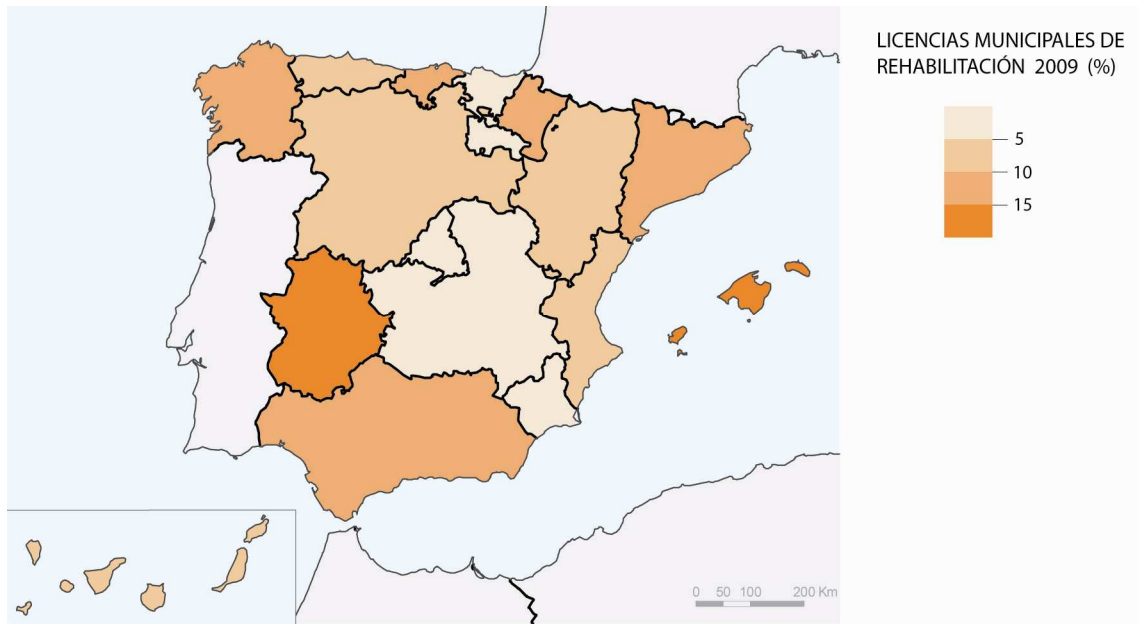 LICENCIAS MUNICIPALES DE
REHABILITACIÓN 2009 (%)
5
10
15
0 50 100 200 Km